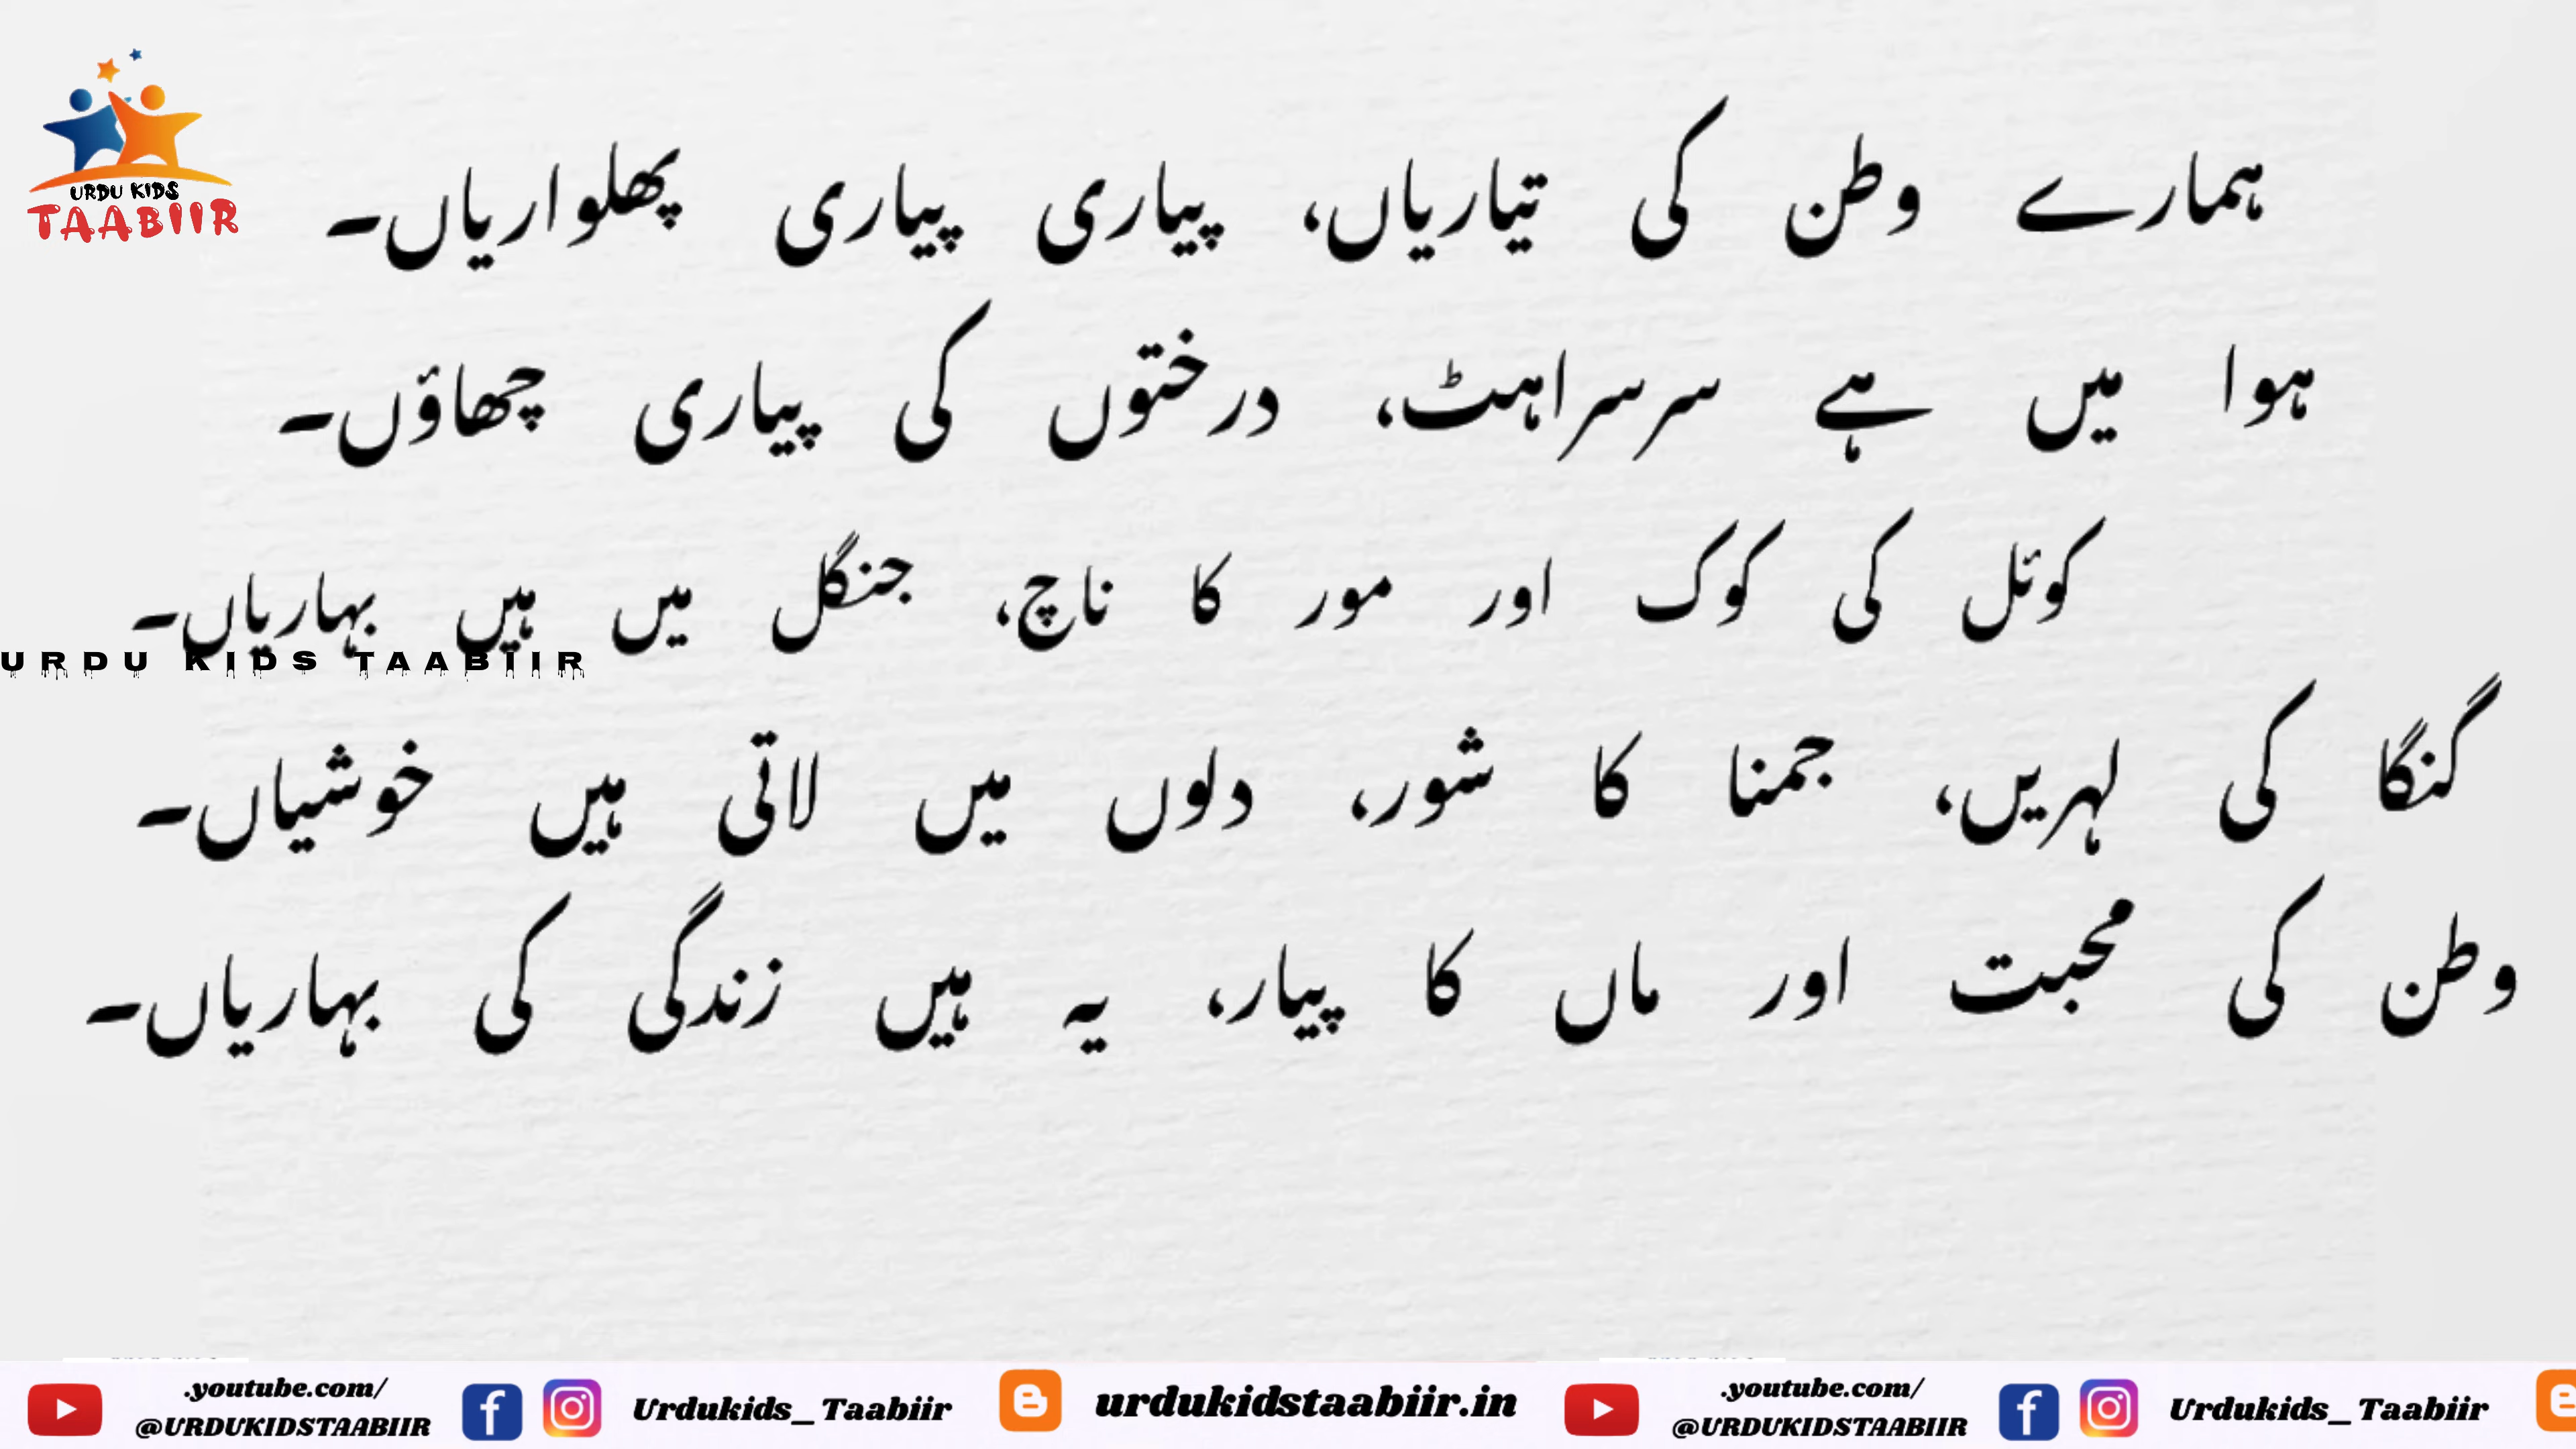 URDU KIDS
TAABIIR
ہمارے وطن کی تیاریاں، پیاری پیاری پھلواریاں۔
ہوا میں ہے سرسراہٹ، درختوں کی پیاری چھاؤں۔
کوئل کی کوک اور مور کا ناچ، جنگل میں ہیں بہاریاں۔
URDU KIDS TAABIIR
گنگا کی لہریں، جمنا کا شور، دلوں میں لاتی ہیں خوشیاں۔
وطن کی محبت اور ماں کا پیار، یہ ہیں زندگی کی بہاریاں۔
.youtube.com/
@URDUKIDSTAABIIR
Urdukids_Taabiir
urdukidstaabiir.in
.youtube.com/
@URDUKIDSTAABIIR
Urdukids_Taabiir